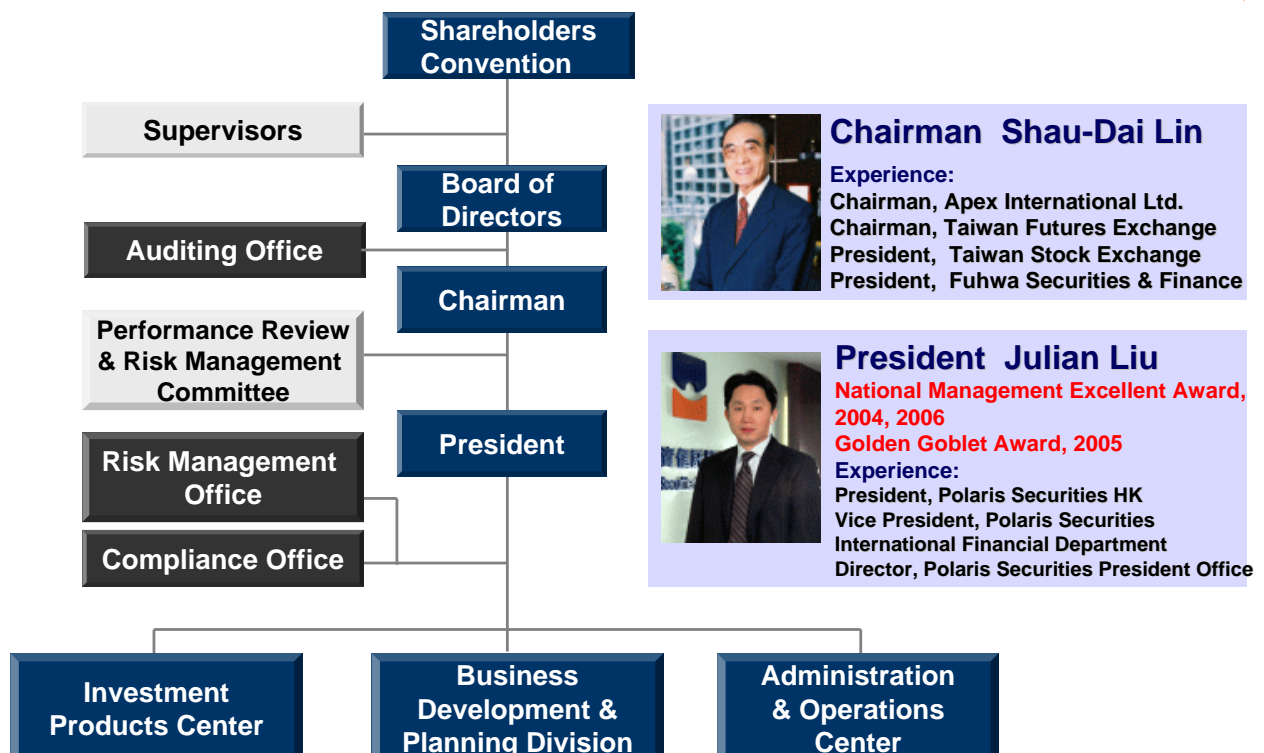 Shareholders
Convention
Supervisors
Board of
Directors
Auditing Office
Chairman
Performance Review
& Risk Management
Committee
President
Risk Management
Office
Compliance Office
Investment
Products Center
Business
Development &
Planning Division
Administration
& Operations
Center
Chairman Shau-Dai Lin
Experience:
Chairman, Apex International Ltd.
Chairman, Taiwan Futures Exchange
President, Taiwan Stock Exchange
President, Fuhwa Securities & Finance
President Julian Liu
National Management Excellent Award,
2004, 2006
Golden Goblet Award, 2005
Experience:
President, Polaris Securities HK
Vice President, Polaris Securities
International Financial Department
Director, Polaris Securities President Office